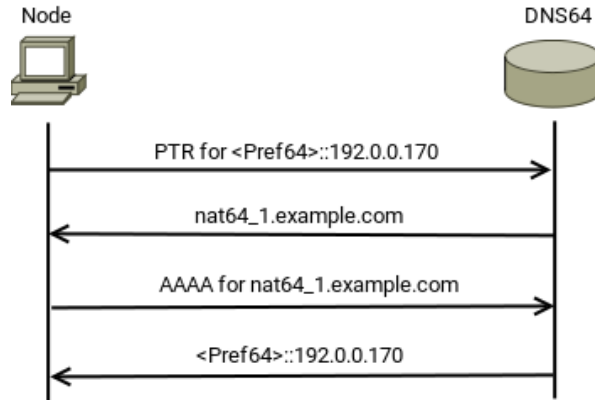 Node
DNS64
PTR for <Pref64>::192.0.0.170
nat64_1.example.com
AAAA for nat64_1.example.com
<Pref64>::192.0.0.170